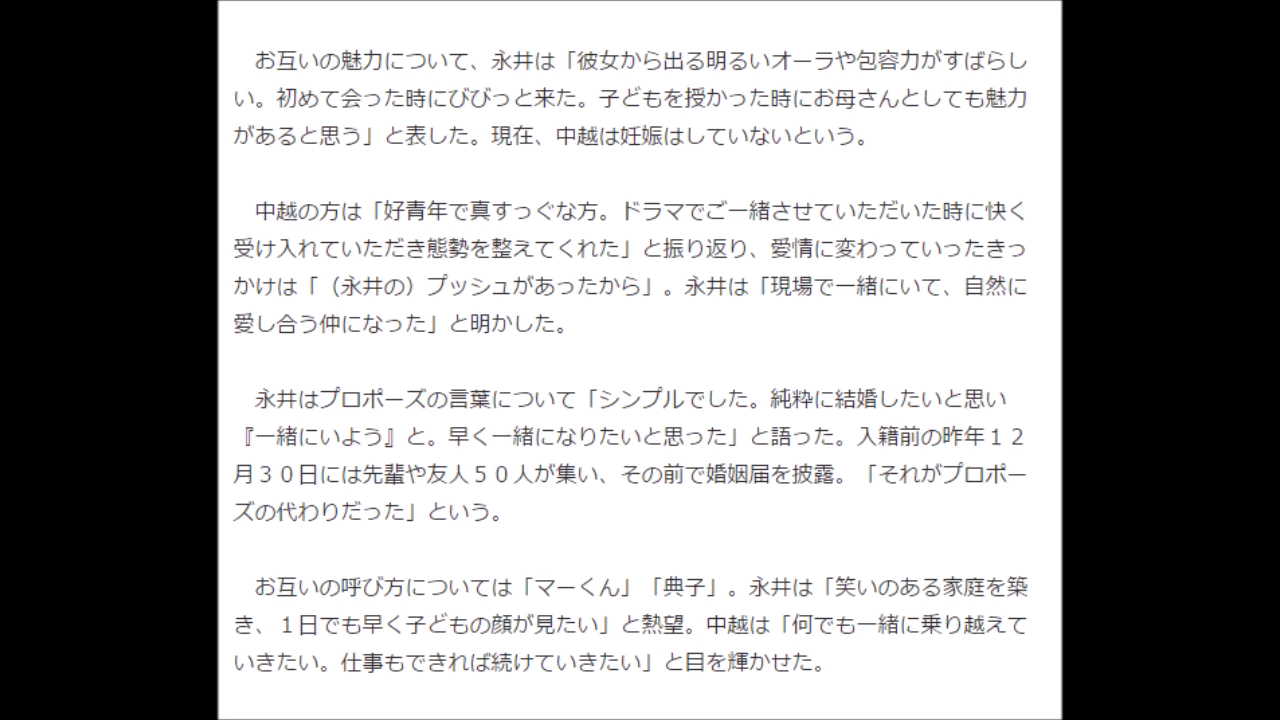 お互いの魅力について、永井は「彼女から出る明るいオーラや包容力がすばらし
い。初めて会った時にびびっと来た。子どもを授かった時にお母さんとしても魅力
があると思う」と表した。現在、中越は妊娠はしていないという。
中越の方は「好青年で真すっぐな方。ドラマでご一緒させていただいた時に快く
受け入れていただき態勢を整えてくれた」と振り返り、愛情に変わっていったきっ
かけは「（永井の）プッシュがあったから」。永井は「現場で一緒にいて、自然に
愛し合う仲になった」と明かした。
永井はプロポーズの言葉について「シンプルでした。純粋に結婚したいと思い
『一緒にいよう』と。早く一緒になりたいと思った」と語った。入籍前の昨年１２
月３０日には先輩や友人５０人が集い、その前で婚姻届を披露。「それがプロポー
ズの代わりだった」という。
お互いの呼び方については「マーくん」「典子」。永井は「笑いのある家庭を築
き、１日でも早く子どもの顔が見たい」と熱望。中越は「何でも一緒に乗り越えて
いきたい。仕事もできれば続けていきたい」と目を輝かせた。